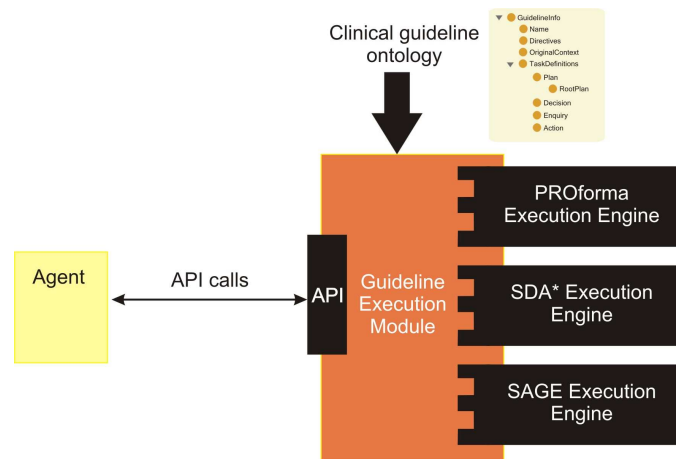 Clinical guideline
ontology
GuidelineInfo
Name
Directives
OriginalContext
TaskDefinitions
Plan
RootPlan
Decision
Enquiry
Action
Agent
API calls
API
Guideline
Execution
Module
PROforma
Execution Engine
SDA* Execution
Engine
SAGE Execution
Engine